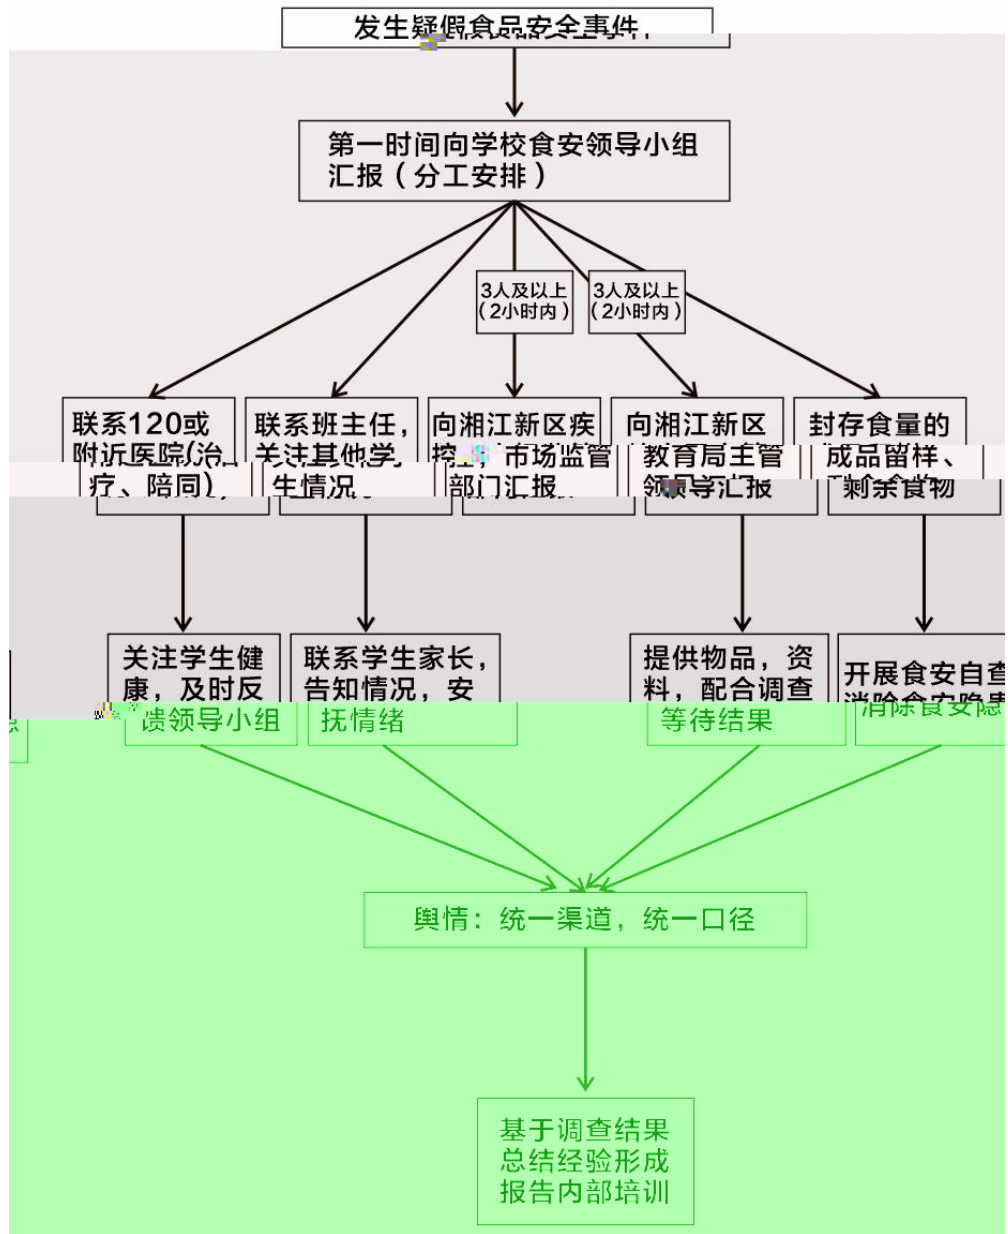 发生疑假食品安全事件
第一时间向学校食安领导小组
汇报（分工安排）
3人及以上
（2小时内）
3人及以上
（2小时内）
联系120或
附近医院(治
疗、陪同)
联系班主任，
关注其他学
生情况
向湘江新区疾
控，市场监管
部门汇报
向湘江新区
教育局主管
领导汇报
封存食量的
成品留样、
剩余食物
关注学生健
康，及时反
馈领导小组
联系学生家长，
告知情况，安
抚情绪
提供物品，资
料，配合调查
等待结果
开展食安自查
消除食安隐患
舆情：统一渠道，统一口径
基于调查结果
总结经验形成
报告内部培训